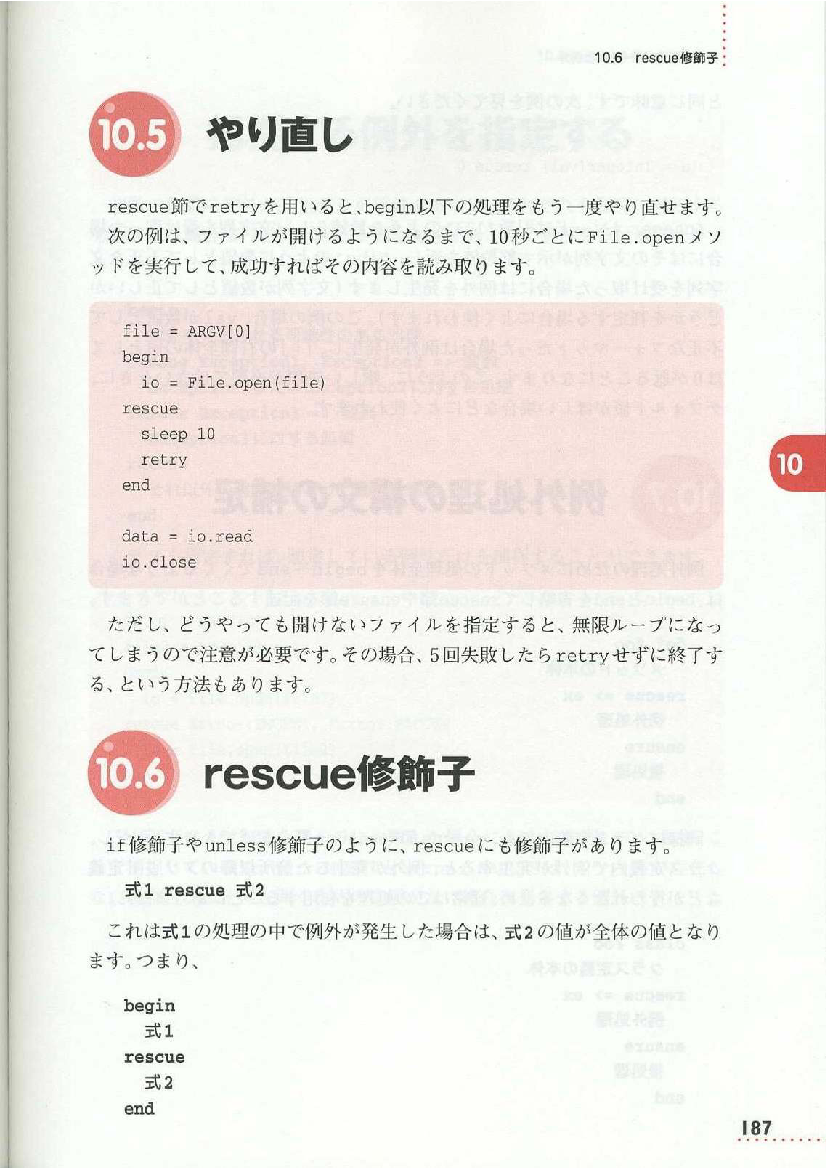 10.6 rescue修飾子
10.5 やり直し
rescue節でretryを用いると、begin以下の処理をもう一度やり直せます。
次の例は、ファイルが開けるようになるまで、10秒ごとにFile.openメソ
ッドを実行して、成功すればその内容を読み取ります。
file = ARGV[0]
begin
  io = File.open(file)
rescue
  sleep 10
  retry
end
data = io.read
io.close
10
ただし、どうやっても開けないファイルを指定すると、無限ループになっ
てしまうので注意が必要です。その場合、5回失敗したらretryせずに終了す
る、という方法もあります。
10.6 rescue修飾子
if修飾子やunless修飾子のように、rescueにも修飾子があります。
式1 rescue 式2
これは式1の処理の中で例外が発生した場合は、式2の値が全体の値となり
ます。つまり、
begin
  式1
rescue
  式2
end
187